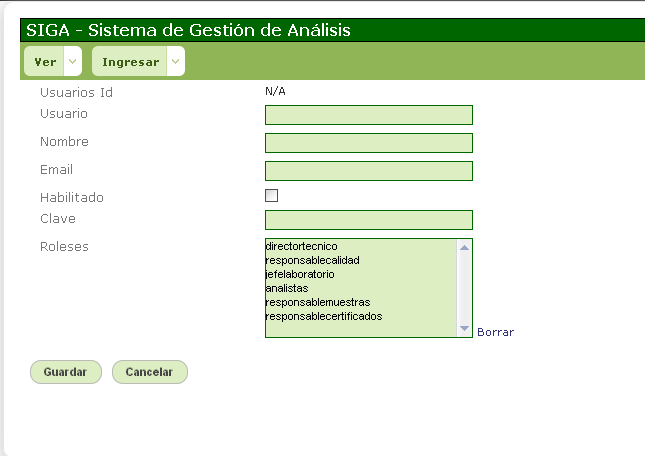 SIGA - Sistema de Gestión de Análisis
Ver Ingresar
Usuarios Id N/A
Usuario
Nombre
Email
Habilitado
Clave
Roleses
directortecnico
responsablecalidad
jefelaboratorio
analistas
responsablemuestras
responsablecertificados
Borrar
Guardar Cancelar